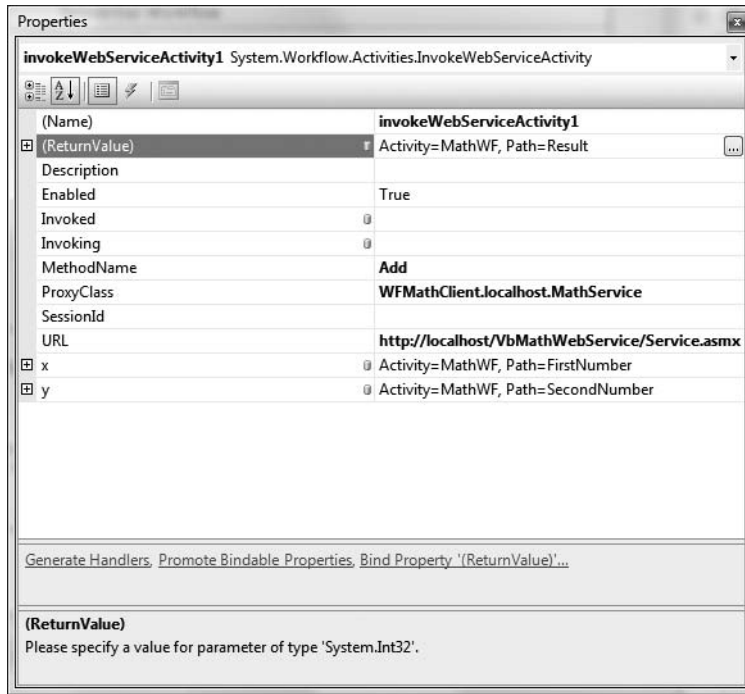 Properties
invokeWebServiceActivity1 System.Workflow.Activities.InvokeWebServiceActivity
(Name) invokeWebServiceActivity1
(ReturnValue) Activity=MathWF, Path=Result ...
Description
Enabled True
Invoked
Invoking
MethodName Add
ProxyClass WFMathClient.localhost.MathService
SessionId
URL http://localhost/VbMathWebService/Service.asmx
x Activity=MathWF, Path=FirstNumber
y Activity=MathWF, Path=SecondNumber
Generate Handlers, Promote Bindable Properties, Bind Property '(ReturnValue)'...
(ReturnValue)
Please specify a value for parameter of type 'System.Int32'.